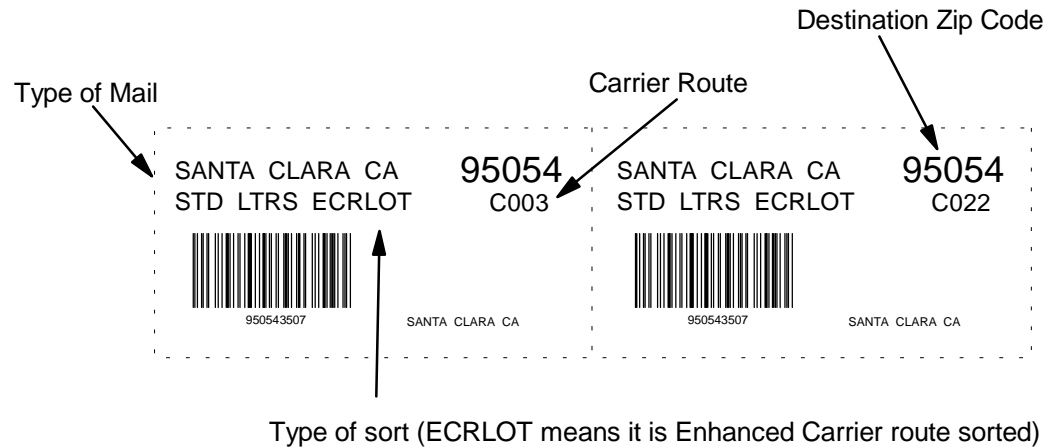 Destination Zip Code
Type of Mail
Carrier Route
SANTA CLARA CA 95054
STD LTRS ECRLOT C003
950543507
SANTA CLARA CA
SANTA CLARA CA 95054
STD LTRS ECRLOT C022
950543507
SANTA CLARA CA
Type of sort (ECRLOT means it is Enhanced Carrier route sorted)